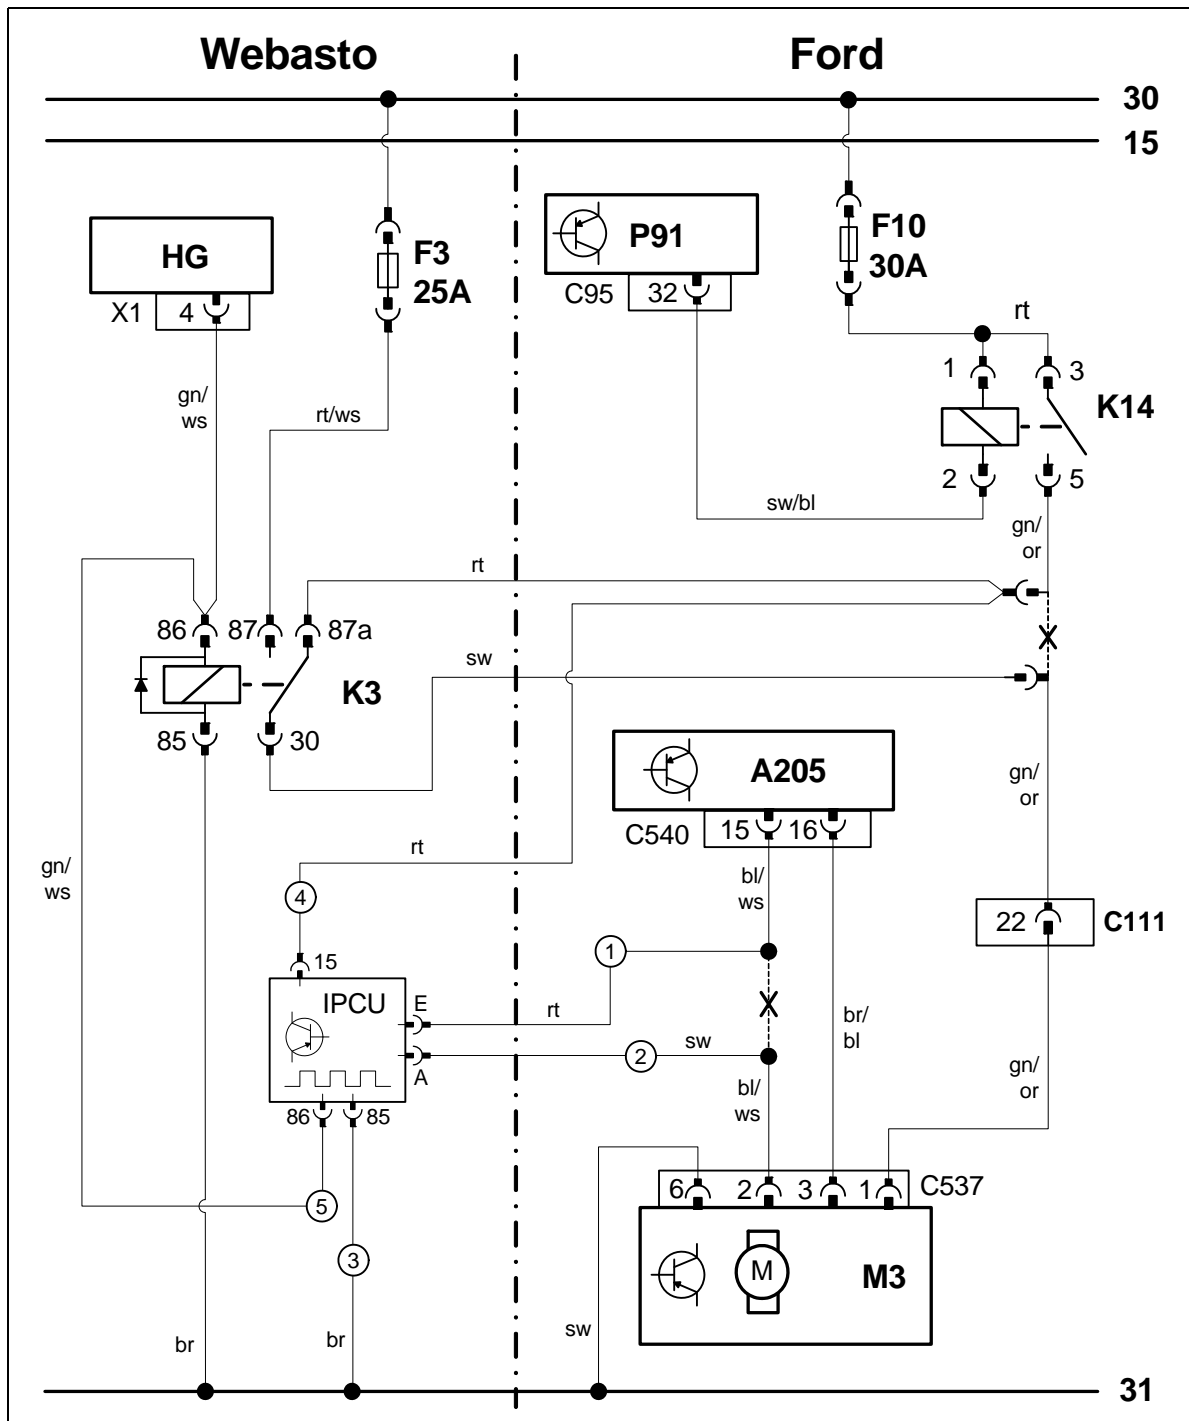 Webasto
Ford
30
15
HG
X1
4
F3
25A
P91
C95
32
F10
30A
rt
1
3
K14
2
5
gn/
ws
rt/ws
sw/bl
gn/
or
rt
86
87
87a
K3
sw
85
30
A205
C540
15
16
gn/
or
gn/
ws
rt
4
bl/
ws
22
C111
1
15
IPCU
E
rt
A
2
sw
br/
bl
gn/
or
bl/
ws
86
85
5
3
6
2
3
1
C537
M
M3
br
br
sw
31